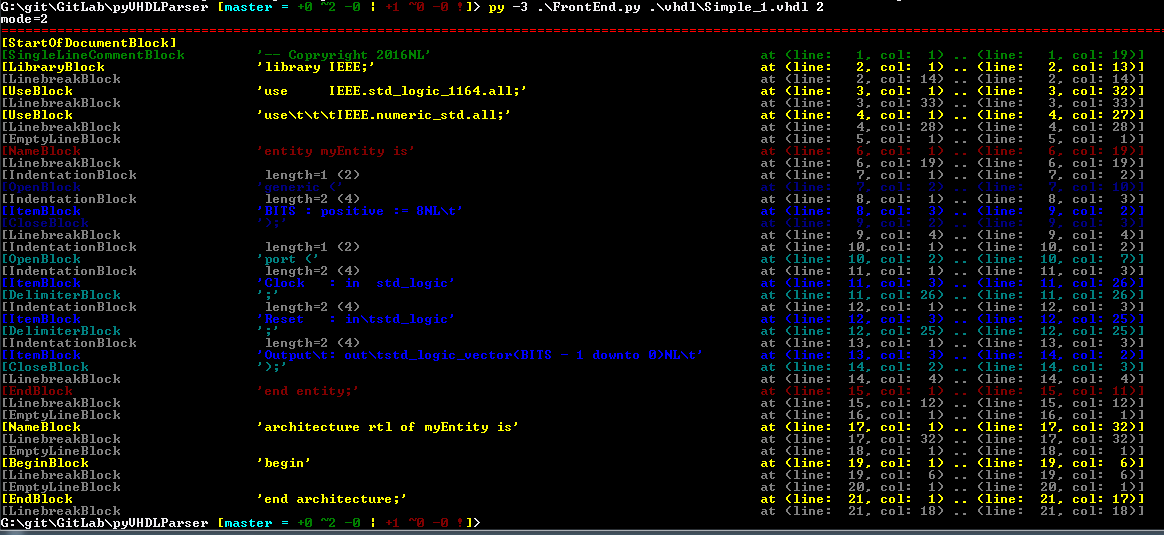 G:\git\GitLab\pyVHDLParser [master = +0 ~2 -0 | +1 ~0 -0 !]> py -3 .\FrontEnd.py .\vhdl\Simple_1.vhdl 2
mode=2
================================================================================
[StartOfDocumentBlock]
[SingleLineCommentBlock '-- Copryright 2016NL' at (line: 1, col: 1) .. (line: 1, col: 19)]
[LibraryBlock 'library IEEE;' at (line: 2, col: 1) .. (line: 2, col: 13)]
[LinebreakBlock at (line: 2, col: 14) .. (line: 2, col: 14)]
[UseBlock 'use     IEEE.std_logic_1164.all;' at (line: 3, col: 1) .. (line: 3, col: 32)]
[LinebreakBlock at (line: 3, col: 33) .. (line: 3, col: 33)]
[UseBlock 'use\t\t\tIEEE.numeric_std.all;' at (line: 4, col: 1) .. (line: 4, col: 27)]
[LinebreakBlock at (line: 4, col: 28) .. (line: 4, col: 28)]
[EmptyLineBlock at (line: 5, col: 1) .. (line: 5, col: 1)]
[NameBlock 'entity myEntity is' at (line: 6, col: 1) .. (line: 6, col: 19)]
[LinebreakBlock at (line: 6, col: 19) .. (line: 6, col: 19)]
[IndentationBlock length=1 (2) at (line: 7, col: 1) .. (line: 7, col: 2)]
[OpenBlock 'generic (' at (line: 7, col: 2) .. (line: 7, col: 10)]
[IndentationBlock length=2 (4) at (line: 8, col: 1) .. (line: 8, col: 3)]
[ItemBlock 'BITS : positive := 8NL\t' at (line: 8, col: 3) .. (line: 9, col: 2)]
[CloseBlock ');' at (line: 9, col: 2) .. (line: 9, col: 3)]
[LinebreakBlock at (line: 9, col: 4) .. (line: 9, col: 4)]
[IndentationBlock length=1 (2) at (line: 10, col: 1) .. (line: 10, col: 2)]
[OpenBlock 'port (' at (line: 10, col: 2) .. (line: 10, col: 7)]
[IndentationBlock length=2 (4) at (line: 11, col: 1) .. (line: 11, col: 3)]
[ItemBlock 'Clock   : in  std_logic' at (line: 11, col: 3) .. (line: 11, col: 26)]
[DelimiterBlock ';' at (line: 11, col: 26) .. (line: 11, col: 26)]
[IndentationBlock length=2 (4) at (line: 12, col: 1) .. (line: 12, col: 3)]
[ItemBlock 'Reset   : in\tstd_logic' at (line: 12, col: 3) .. (line: 12, col: 25)]
[DelimiterBlock ';' at (line: 12, col: 25) .. (line: 12, col: 25)]
[IndentationBlock length=2 (4) at (line: 13, col: 1) .. (line: 13, col: 3)]
[ItemBlock 'Output\t: out\tstd_logic_vector(BITS - 1 downto 0)NL\t' at (line: 13, col: 3) .. (line: 14, col: 2)]
[CloseBlock ');' at (line: 14, col: 2) .. (line: 14, col: 3)]
[LinebreakBlock at (line: 14, col: 4) .. (line: 14, col: 4)]
[EndBlock 'end entity;' at (line: 15, col: 1) .. (line: 15, col: 11)]
[LinebreakBlock at (line: 15, col: 12) .. (line: 15, col: 12)]
[EmptyLineBlock at (line: 16, col: 1) .. (line: 16, col: 1)]
[NameBlock 'architecture rtl of myEntity is' at (line: 17, col: 1) .. (line: 17, col: 32)]
[LinebreakBlock at (line: 17, col: 32) .. (line: 17, col: 32)]
[EmptyLineBlock at (line: 18, col: 1) .. (line: 18, col: 1)]
[BeginBlock 'begin' at (line: 19, col: 1) .. (line: 19, col: 6)]
[LinebreakBlock at (line: 19, col: 6) .. (line: 19, col: 6)]
[EmptyLineBlock at (line: 20, col: 1) .. (line: 20, col: 1)]
[EndBlock 'end architecture;' at (line: 21, col: 1) .. (line: 21, col: 17)]
[LinebreakBlock at (line: 21, col: 18) .. (line: 21, col: 18)]
G:\git\GitLab\pyVHDLParser [master = +0 ~2 -0 | +1 ~0 -0 !]>